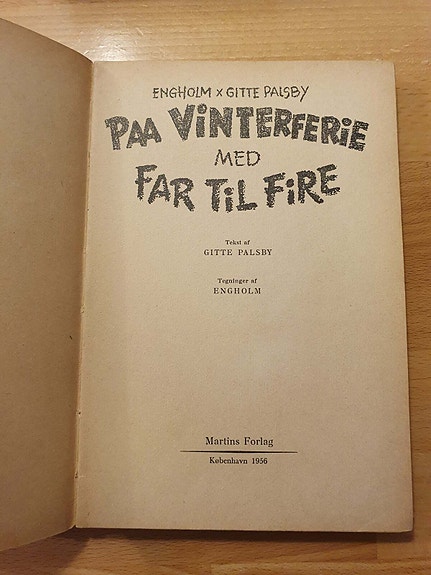 ENGHOLM x GITTE PALSBY
PAA ViNTERFERiE
MED
FAR TiL FiRE
Tekst af
GITTE PALSBY
Tegninger af
ENGHOLM
Martins Forlag
København 1956